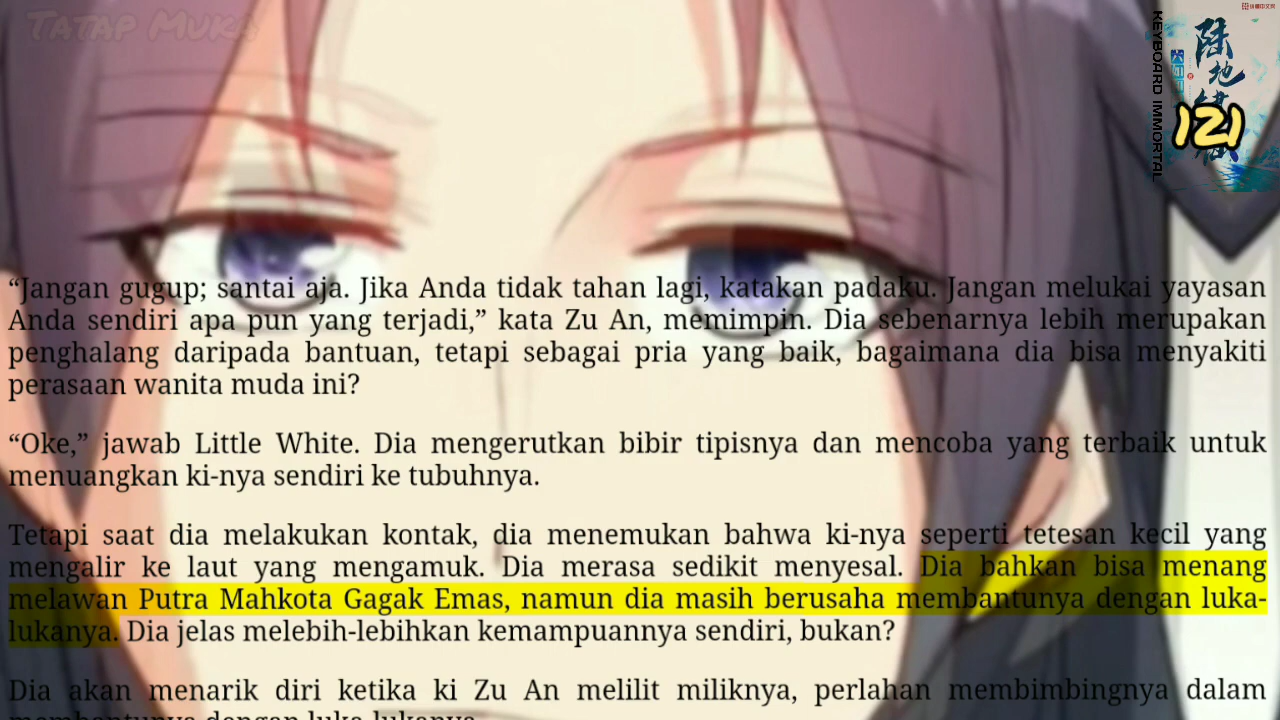 TATAP MUKA
KEYBOARD IMMORTAL
陆地
121
“Jangan gugup; santai aja. Jika Anda tidak tahan lagi, katakan padaku. Jangan melukai yayasan
Anda sendiri apa pun yang terjadi,” kata Zu An, memimpin. Dia sebenarnya lebih merupakan
penghalang daripada bantuan, tetapi sebagai pria yang baik, bagaimana dia bisa menyakiti
perasaan wanita muda ini?
“Oke,” jawab Little White. Dia mengerutkan bibir tipisnya dan mencoba yang terbaik untuk
menuangkan ki-nya sendiri ke tubuhnya.
Tetapi saat dia melakukan kontak, dia menemukan bahwa ki-nya seperti tetesan kecil yang
mengalir ke laut yang mengamuk. Dia merasa sedikit menyesal. Dia bahkan bisa menang
melawan Putra Mahkota Gagak Emas, namun dia masih berusaha membantunya dengan luka-
lukanya. Dia jelas melebih-lebihkan kemampuannya sendiri, bukan?
Dia akan menarik diri ketika ki Zu An melilit miliknya, perlahan membimbingnya dalam
membantunya dengan luka-lukanya.